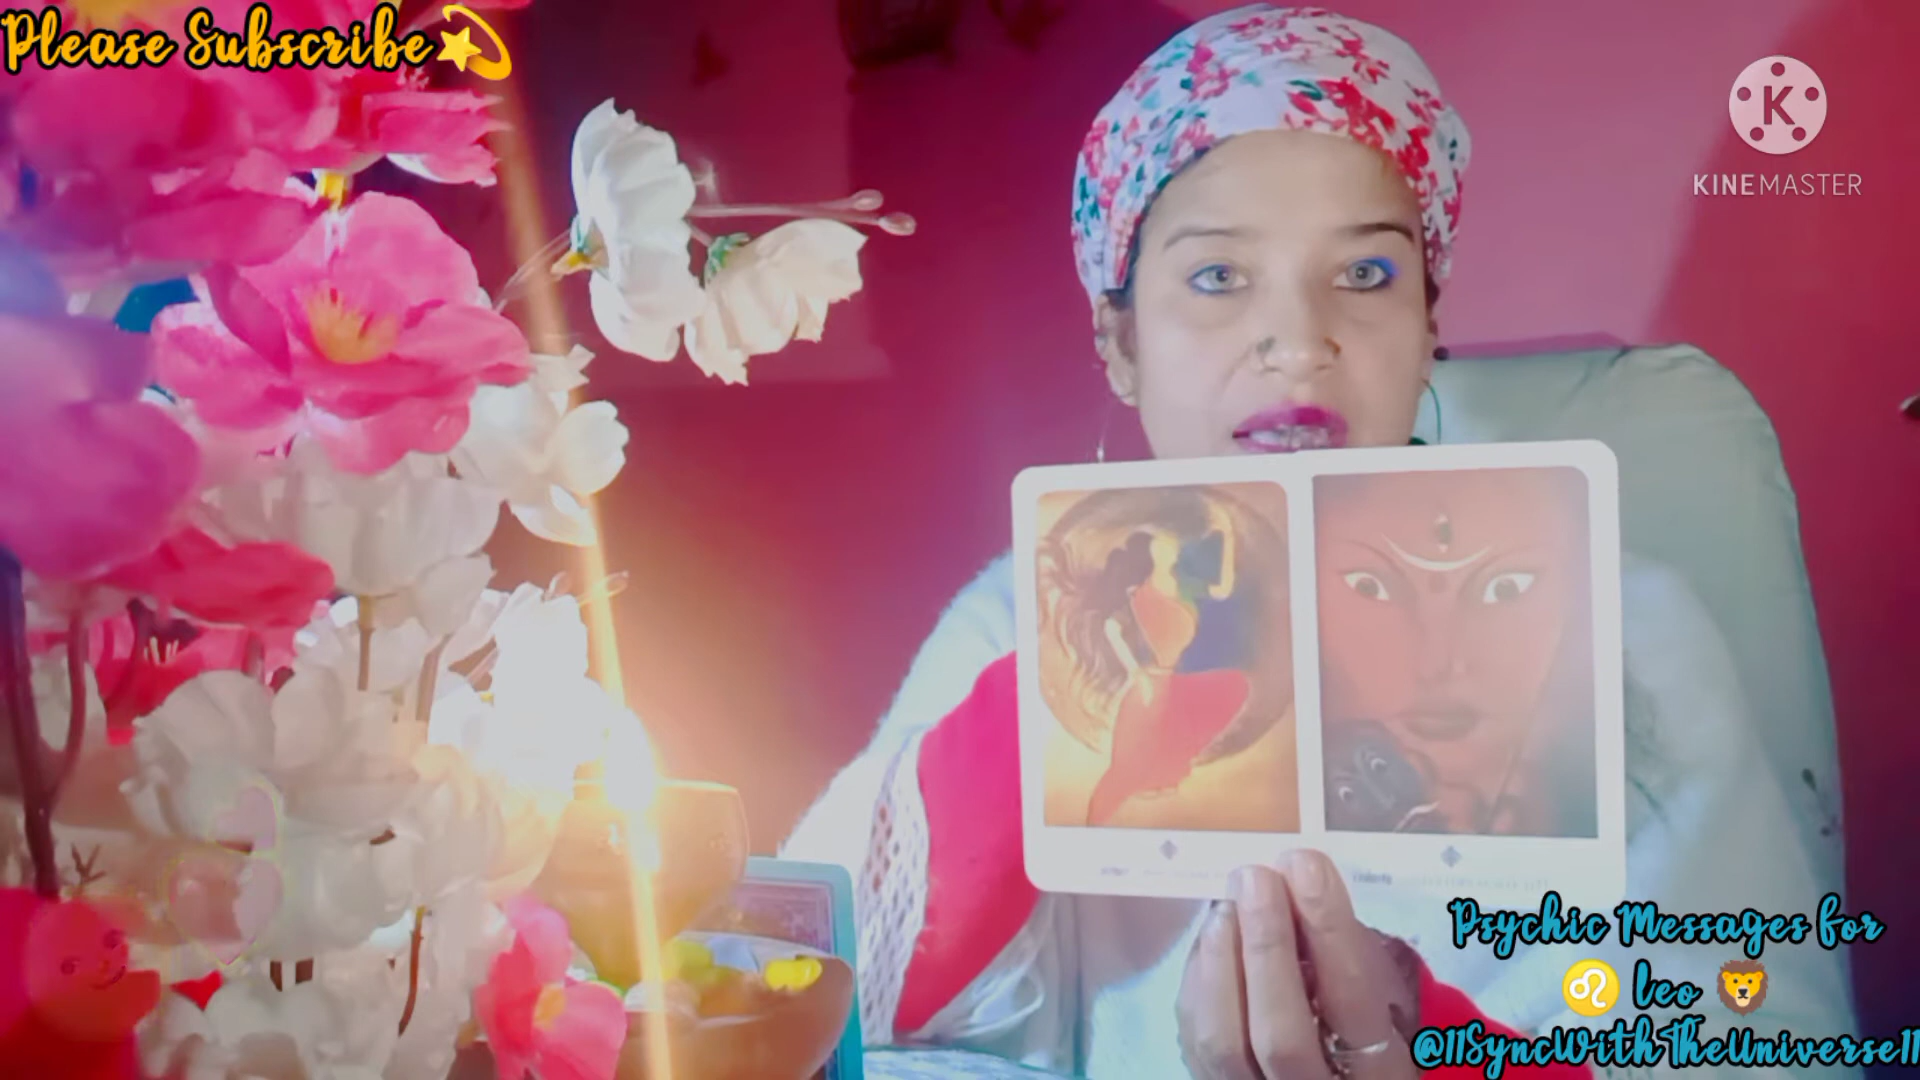 Please Subscribe
KINEMASTER
Psychic Messages for
Leo
@11SyncWithTheUniverse11